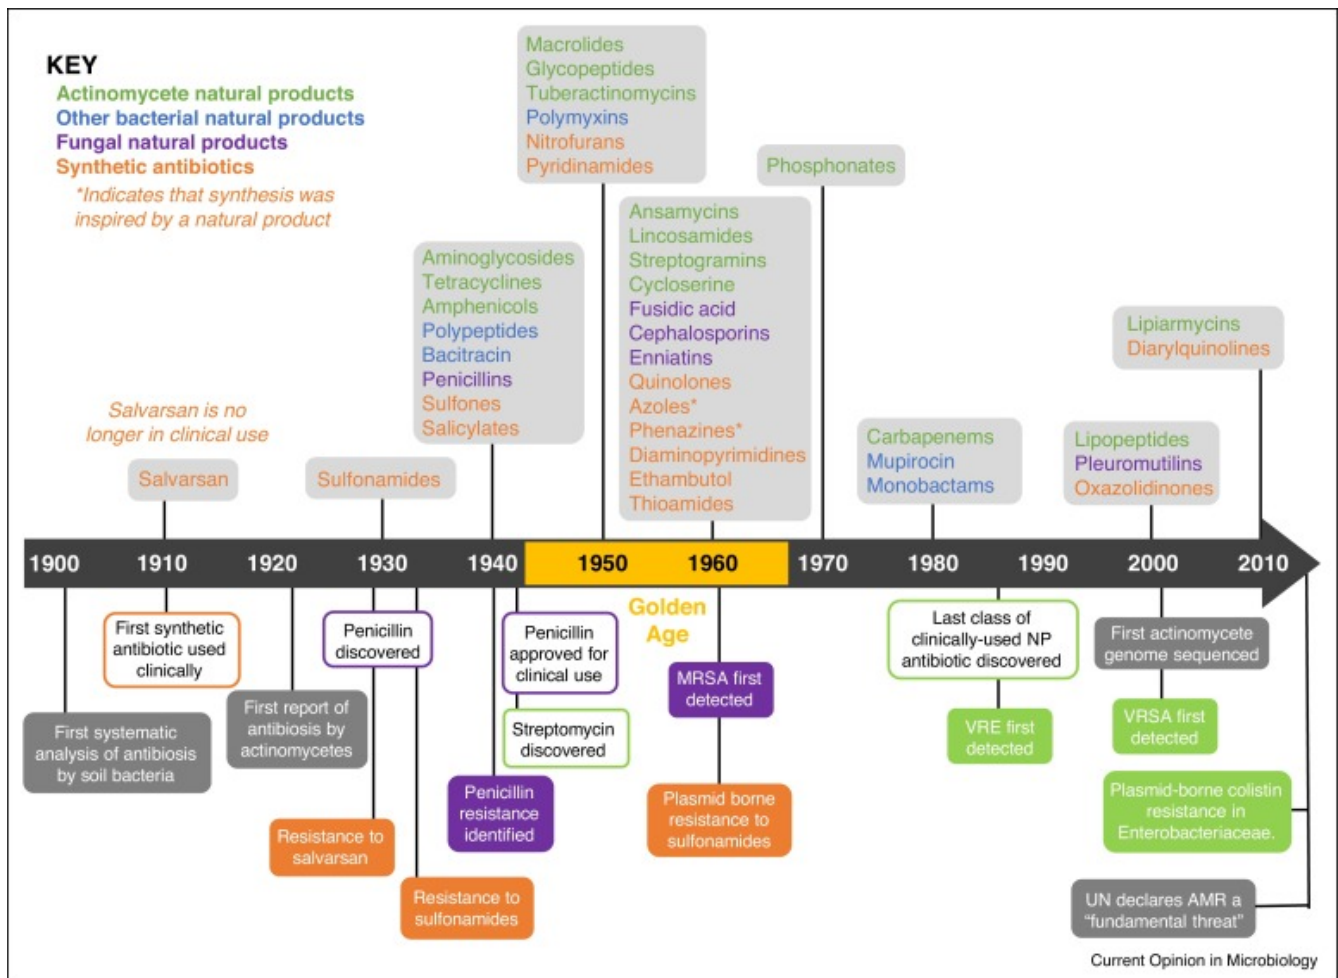 KEY
Actinomycete natural products
Other bacterial natural products
Fungal natural products
Synthetic antibiotics
*Indicates that synthesis was
inspired by a natural product
Salvarsan is no
longer in clinical use
Salvarsan
Sulfonamides
Aminoglycosides
Tetracyclines
Amphenicols
Polypeptides
Bacitracin
Penicillins
Sulfones
Salicylates
Macrolides
Glycopeptides
Tuberactinomycins
Polymyxins
Nitrofurans
Pyridinamides
Ansamycins
Lincosamides
Streptogramins
Cycloserine
Fusidic acid
Cephalosporins
Enniatins
Quinolones
Azoles*
Phenazines*
Diaminopyrimidines
Ethambutol
Thioamides
Phosphonates
Carbapenems
Mupirocin
Monobactams
Lipopeptides
Pleuromutilins
Oxazolidinones
Lipiarmycins
Diarylquinolines
1900 1910 1920 1930 1940 1950 1960 1970 1980 1990 2000 2010
Golden
Age
First systematic
analysis of antibiosis
by soil bacteria
First synthetic
antibiotic used
clinically
First report of
antibiosis by
actinomycetes
Penicillin
discovered
Resistance to
salvarsan
Resistance to
sulfonamides
Penicillin
resistance
identified
Penicillin
approved for
clinical use
Streptomycin
discovered
MRSA first
detected
Plasmid borne
resistance to
sulfonamides
Last class of
clinically-used NP
antibiotic discovered
VRE first
detected
First actinomycete
genome sequenced
VRSA first
detected
Plasmid-borne colistin
resistance in
Enterobacteriaceae.
UN declares AMR a
“fundamental threat”
Current Opinion in Microbiology